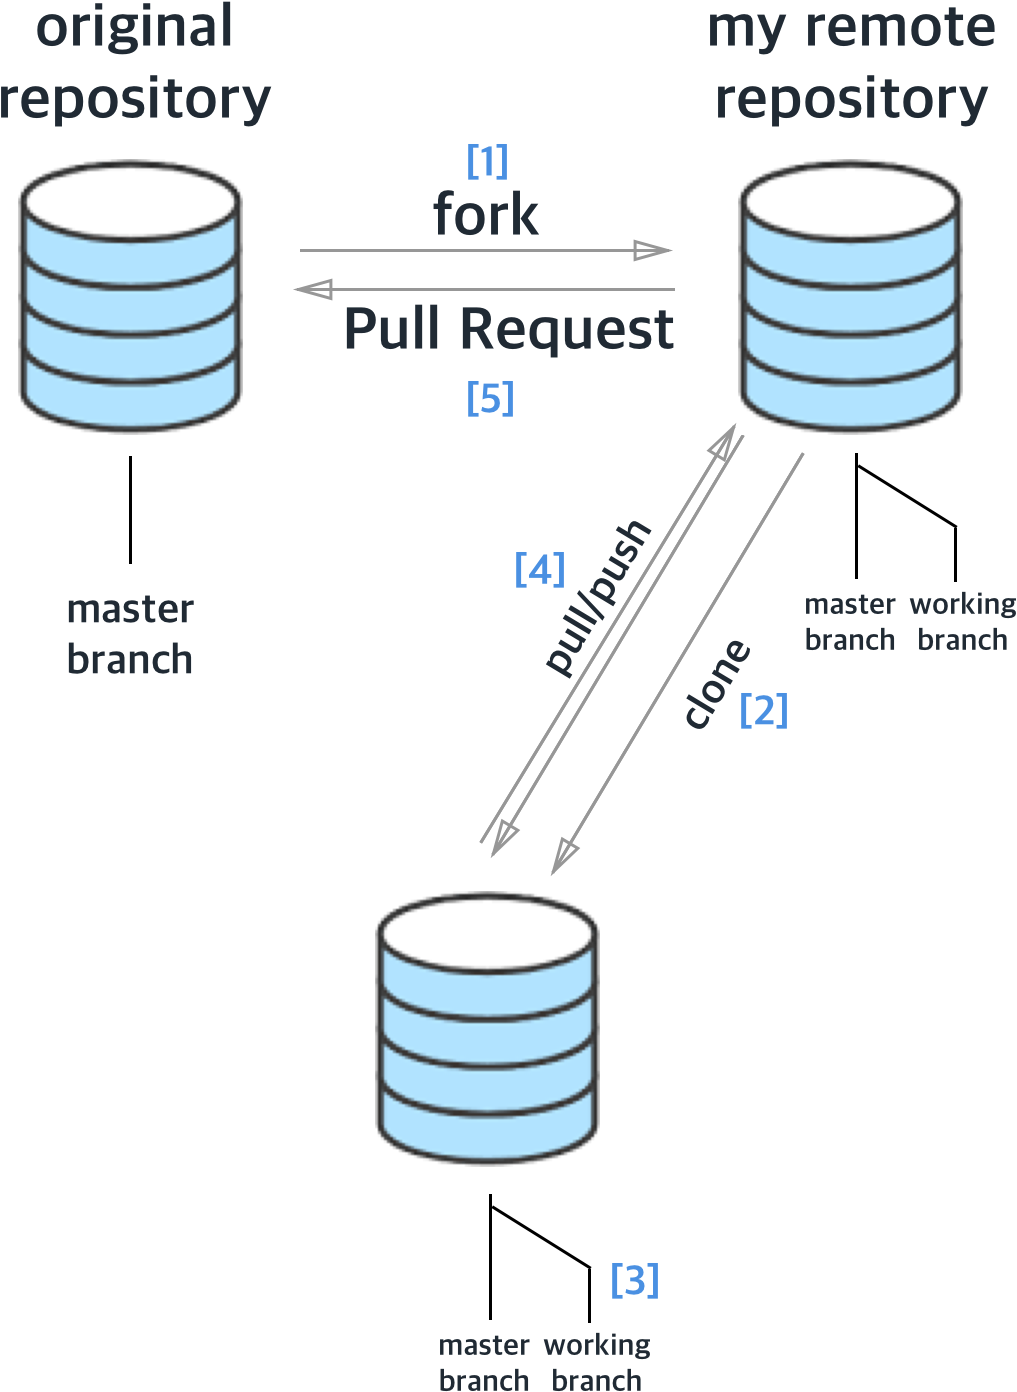 original
repository
my remote
repository
[1]
fork
Pull Request
[5]
master
branch
master
branch
working
branch
[4]
pull/push
clone
[2]
[3]
master
branch
working
branch